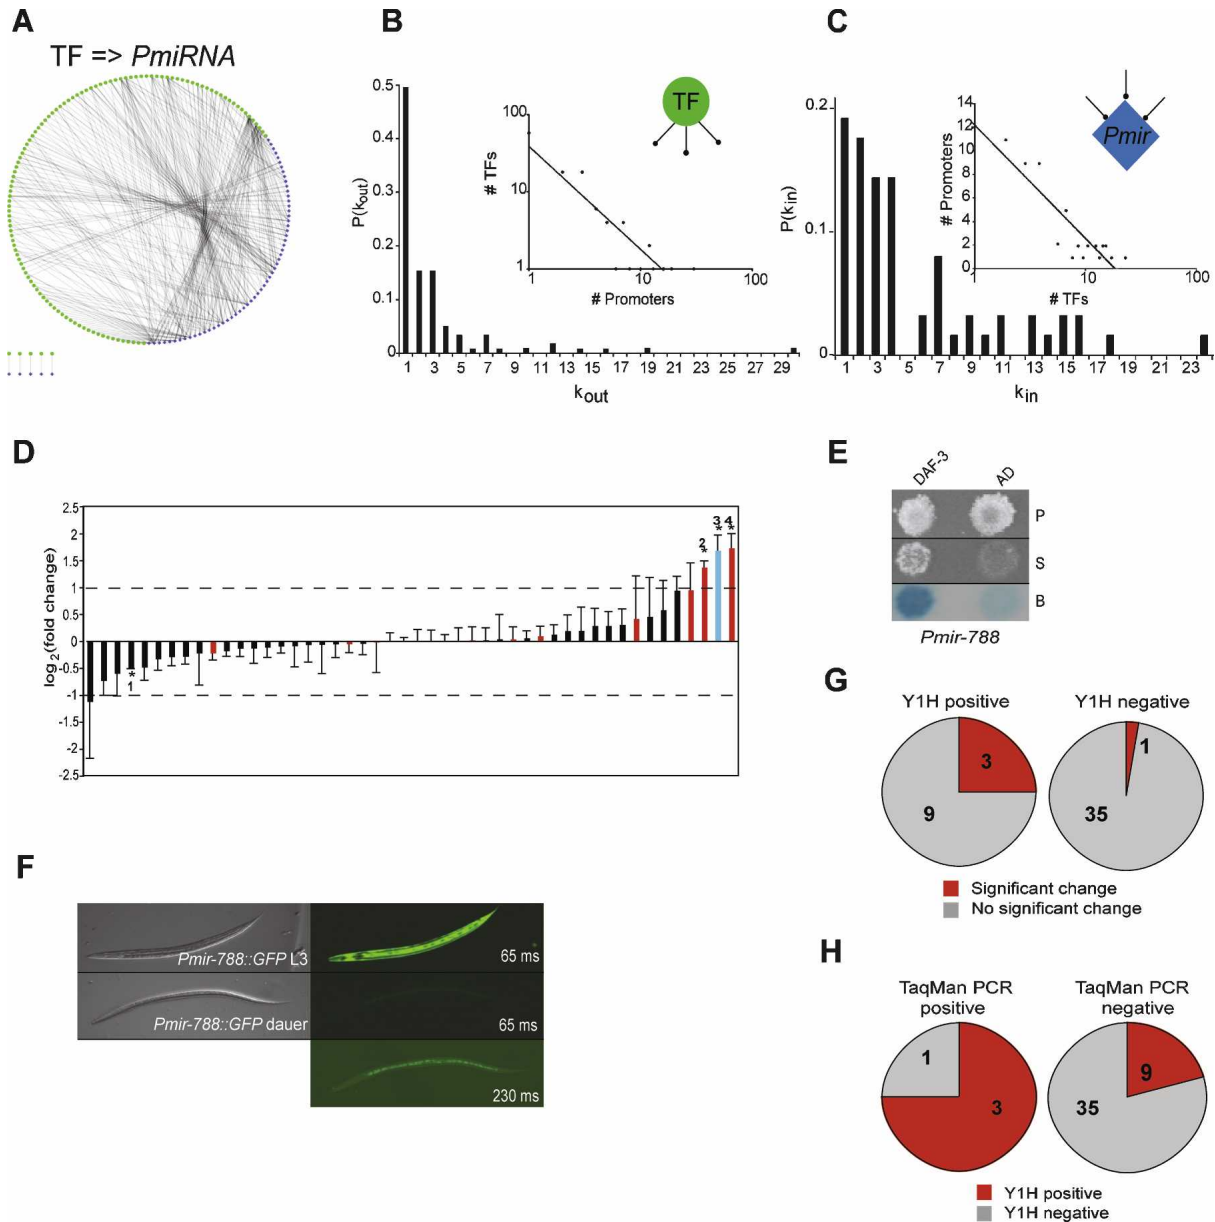 A
TF => PmiRNA
B
P(kout)
0.5
0.4
0.3
0.2
0.1
0
1 3 5 7 9 11 13 15 17 19 21 23 25 27 29
kout
# TFs
100
10
1
1 10 100
# Promoters
TF
C
P(kin)
0.2
0.1
0
1 3 5 7 9 11 13 15 17 19 21 23
kin
# Promoters
14
12
10
8
6
4
2
0
1 10 100
# TFs
Pmir
D
log2(fold change)
2.5
2
1.5
1
0.5
0
-0.5
-1
-1.5
-2
-2.5
* 1
2 *
3 *
4 *
E
DAF-3 AD
P
S
B
Pmir-788
F
Pmir-788::GFP L3
65 ms
Pmir-788::GFP dauer
65 ms
230 ms
G
Y1H positive
3
9
Y1H negative
1
35
Significant change
No significant change
H
TaqMan PCR
positive
1
3
TaqMan PCR
negative
9
35
Y1H positive
Y1H negative